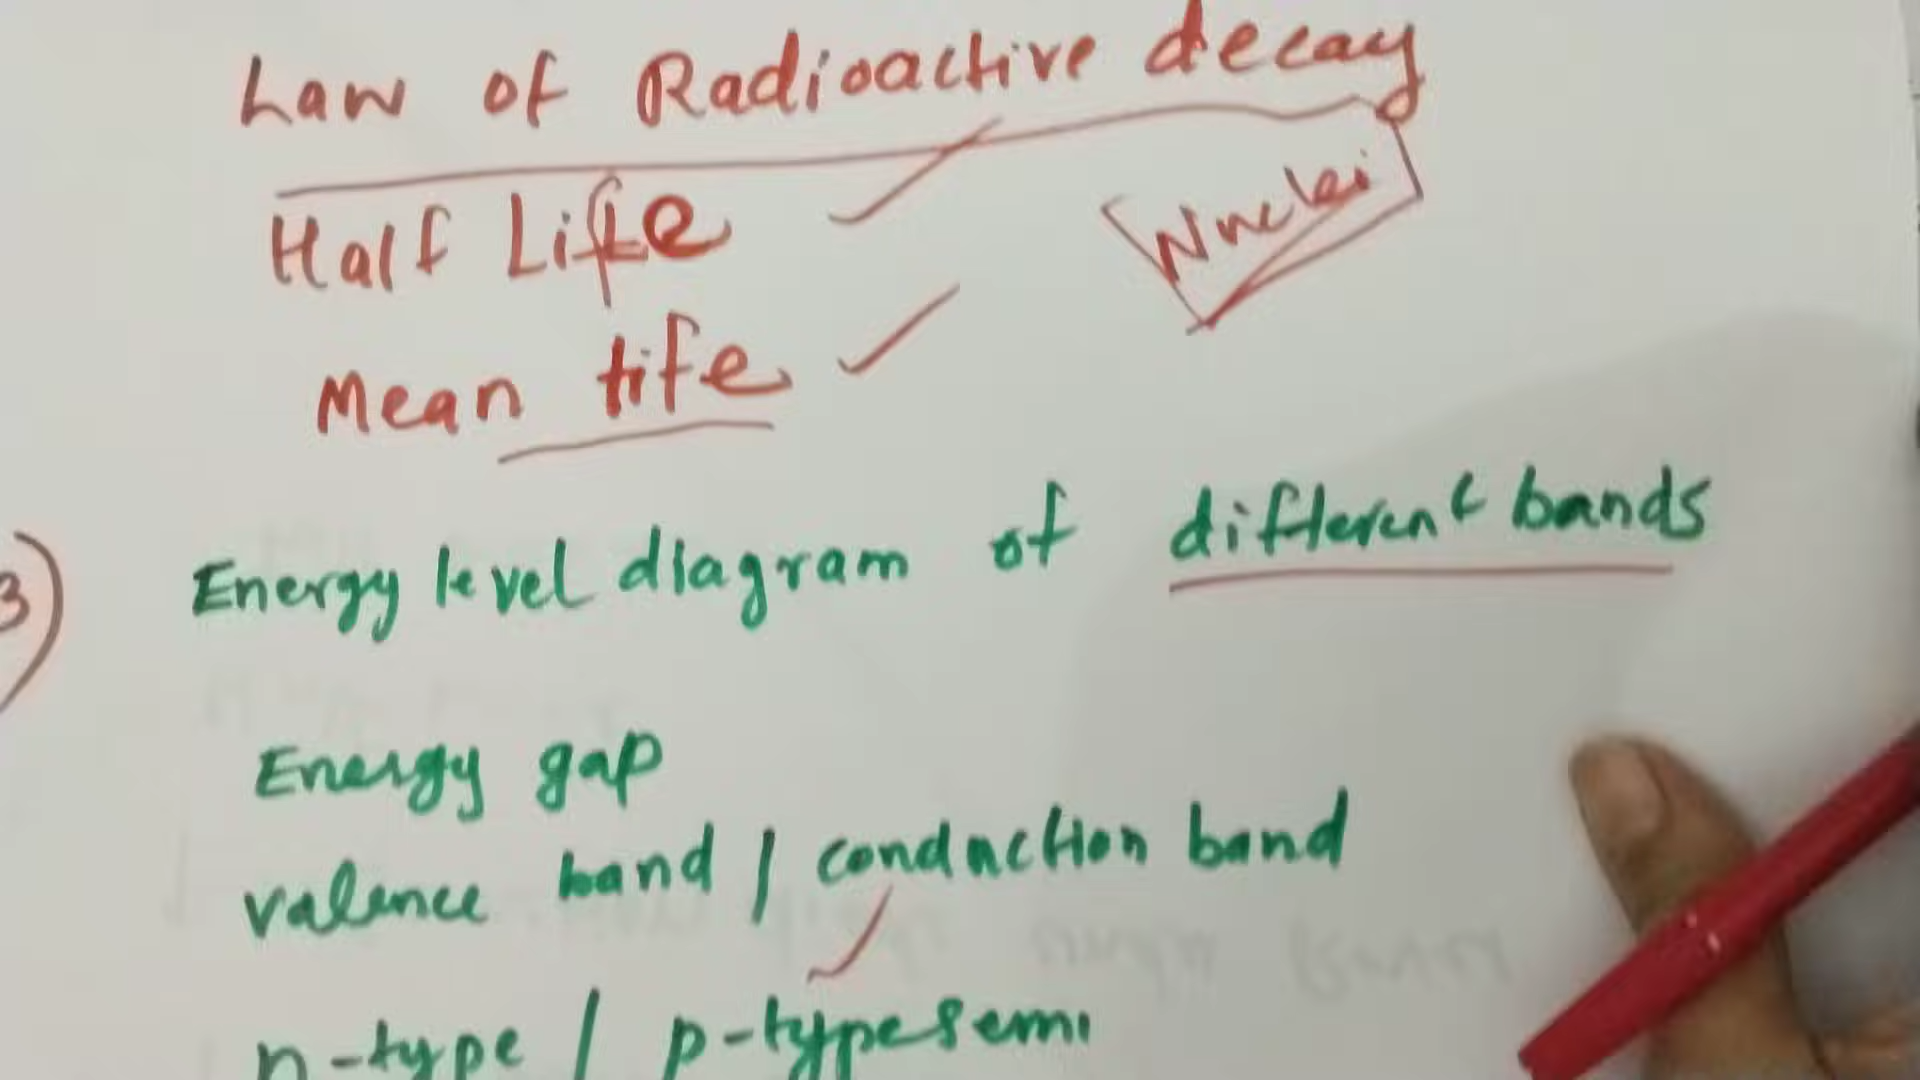 Law of Radioactive decay
Half Life
Nuclei
Mean life
3)
Energy level diagram of different bands
Energy gap
valence band / conduction band
n-type / p-type semi